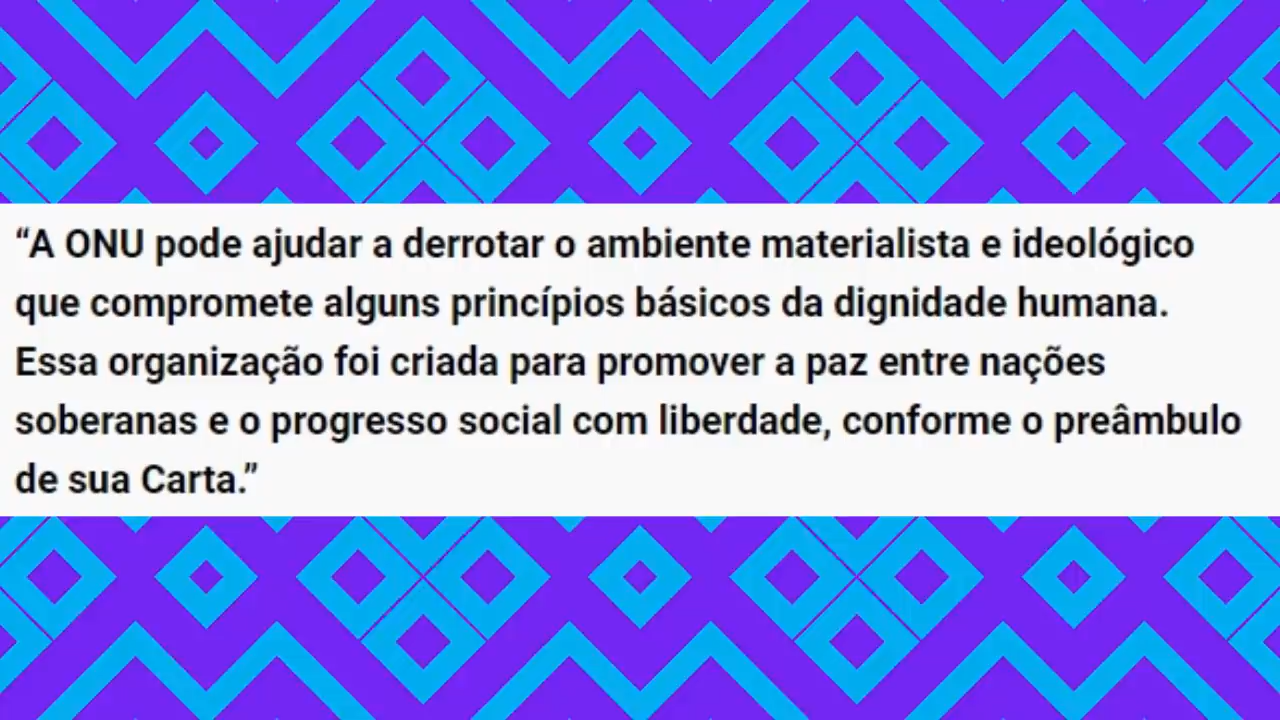 “A ONU pode ajudar a derrotar o ambiente materialista e ideológico
que compromete alguns princípios básicos da dignidade humana.
Essa organização foi criada para promover a paz entre nações
soberanas e o progresso social com liberdade, conforme o preâmbulo
de sua Carta.”